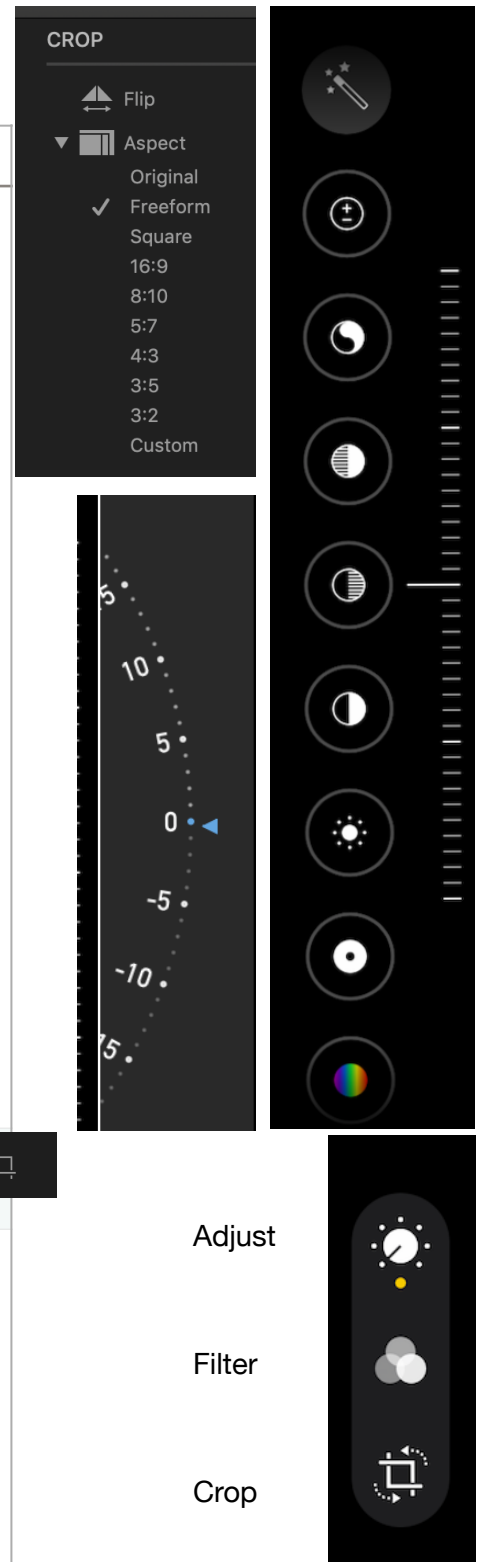 CROP
Flip
Aspect
Original
Freeform
Square
16:9
8:10
5:7
4:3
3:5
3:2
Custom
10
5
0
-5
-10
Adjust
Filter
Crop